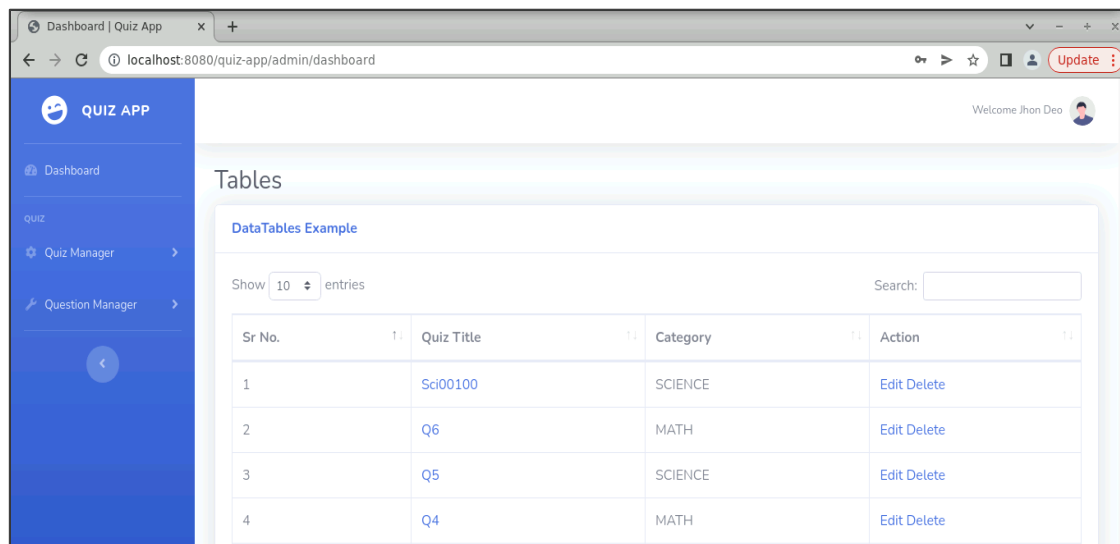 Dashboard | Quiz App
localhost:8080/quiz-app/admin/dashboard
Update
QUIZ APP
Welcome Jhon Deo
Dashboard
QUIZ
Quiz Manager
Question Manager
Tables
DataTables Example
Show 10 entries
Search:
Sr No. Quiz Title Category Action
1 Sci00100 SCIENCE Edit Delete
2 Q6 MATH Edit Delete
3 Q5 SCIENCE Edit Delete
4 Q4 MATH Edit Delete